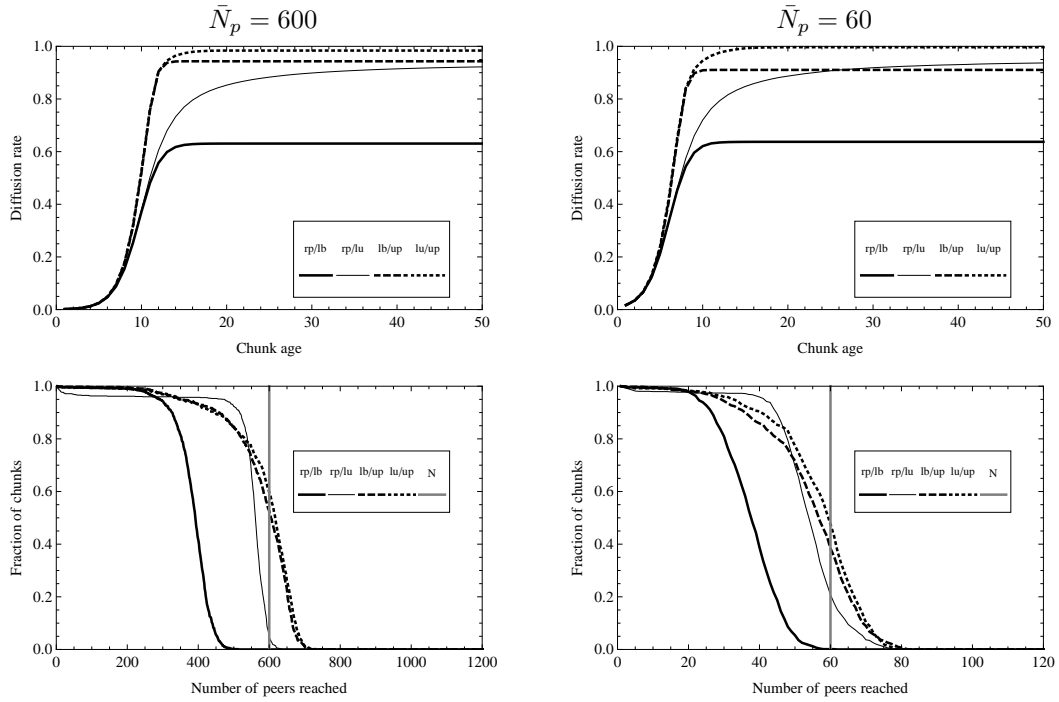 N̄p = 600
1.0
0.8
0.6
0.4
0.2
0.0
Diffusion rate
rp/lb rp/lu lb/up lu/up
0 10 20 30 40 50
Chunk age
N̄p = 60
1.0
0.8
0.6
0.4
0.2
0.0
Diffusion rate
rp/lb rp/lu lb/up lu/up
0 10 20 30 40 50
Chunk age
1.0
0.8
0.6
0.4
0.2
0.0
Fraction of chunks
rp/lb rp/lu lb/up lu/up N
0 200 400 600 800 1000 1200
Number of peers reached
1.0
0.8
0.6
0.4
0.2
0.0
Fraction of chunks
rp/lb rp/lu lb/up lu/up N
0 20 40 60 80 100 120
Number of peers reached